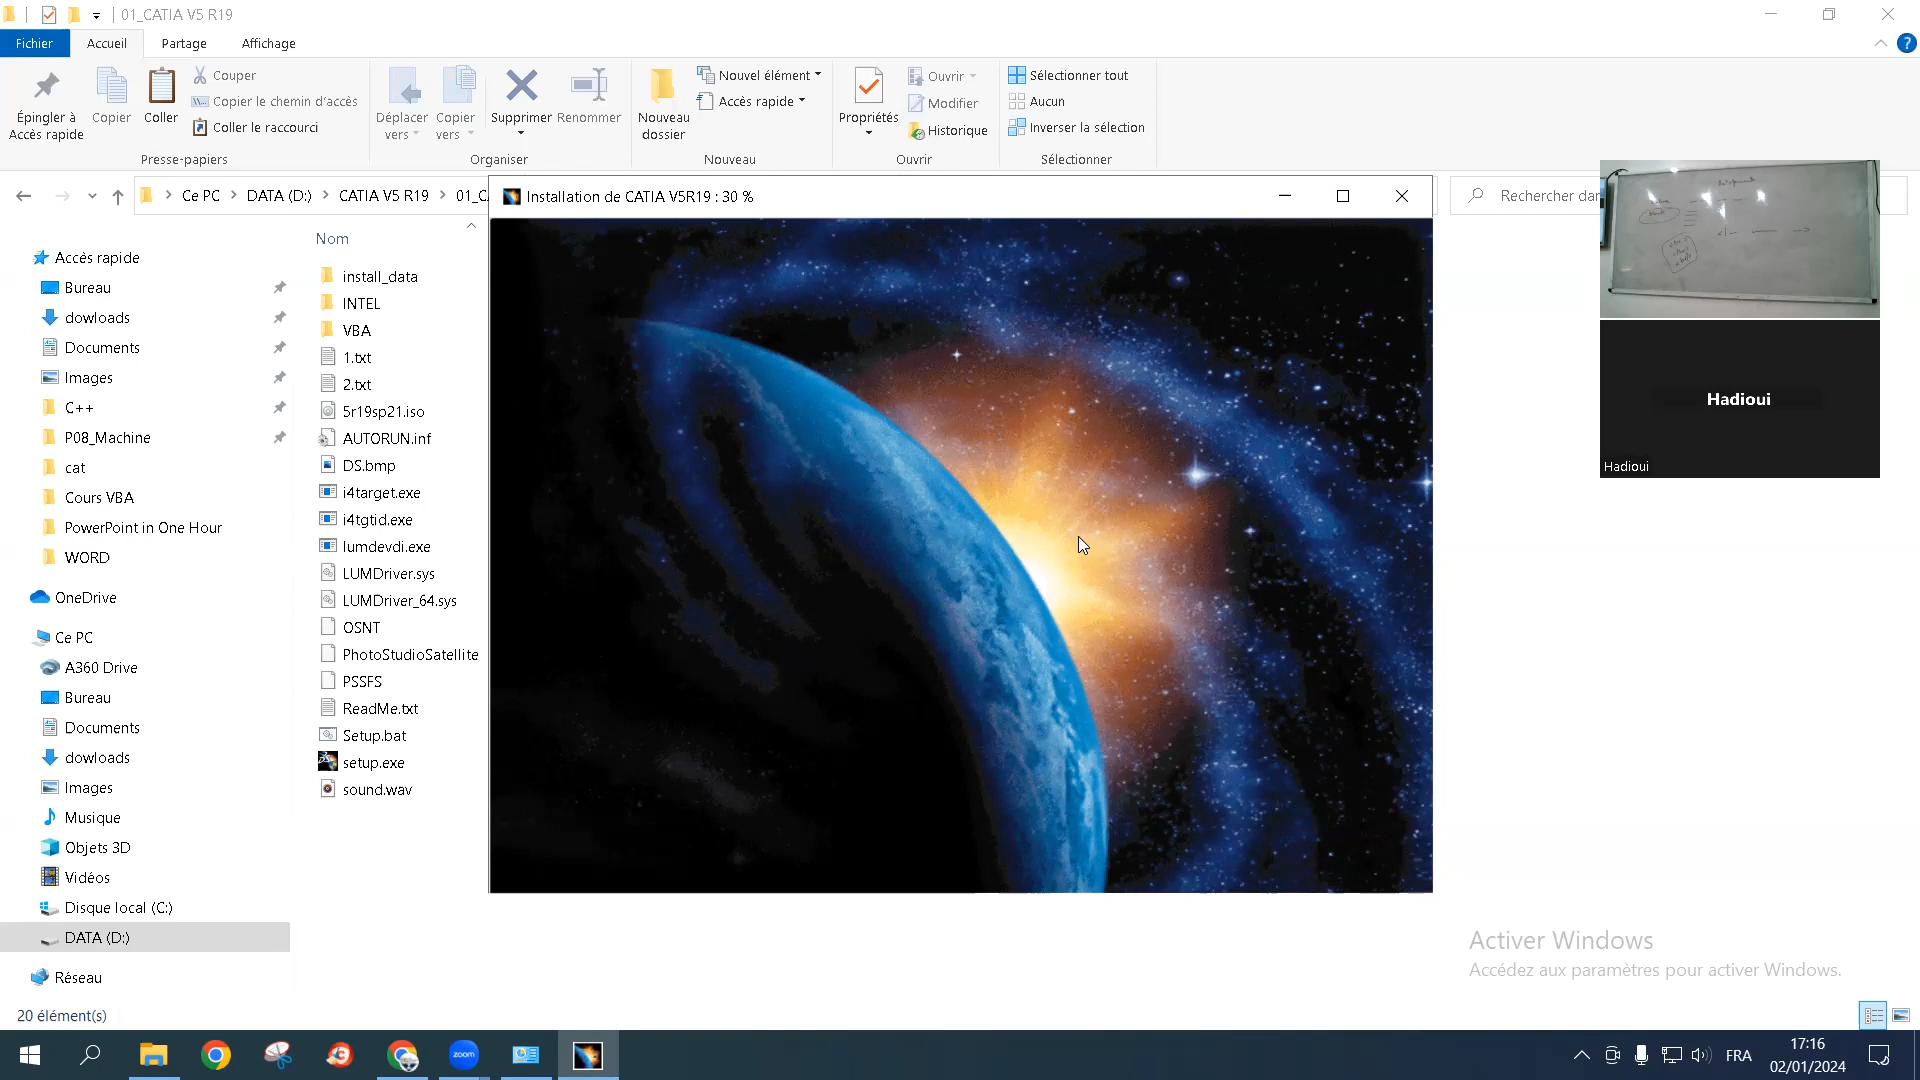 01_CATIA V5 R19
Fichier
Accueil
Partage
Affichage
Épingler à
Accès rapide
Copier
Coller
Couper
Copier le chemin d'accès
Coller le raccourci
Presse-papiers
Déplacer
vers
Copier
vers
Supprimer
Renommer
Organiser
Nouveau
dossier
Nouvel élément
Accès rapide
Nouveau
Propriétés
Ouvrir
Modifier
Historique
Ouvrir
Sélectionner tout
Aucun
Inverser la sélection
Sélectionner
Ce PC
DATA (D:)
CATIA V5 R19
01_C
Rechercher dan
Installation de CATIA V5R19 : 30 %
Nom
Accès rapide
Bureau
dowloads
Documents
Images
C++
P08_Machine
cat
Cours VBA
PowerPoint in One Hour
WORD
OneDrive
Ce PC
A360 Drive
Bureau
Documents
dowloads
Images
Musique
Objets 3D
Vidéos
Disque local (C:)
DATA (D:)
Réseau
install_data
INTEL
VBA
1.txt
2.txt
5r19sp21.iso
AUTORUN.inf
DS.bmp
i4target.exe
i4tgtid.exe
lumdevdi.exe
LUMDriver.sys
LUMDriver_64.sys
OSNT
PhotoStudioSatellite
PSSFS
ReadMe.txt
Setup.bat
setup.exe
sound.wav
Hadioui
Hadioui
Activer Windows
Accédez aux paramètres pour activer Windows.
20 élément(s)
zoom
FRA
17:16
02/01/2024